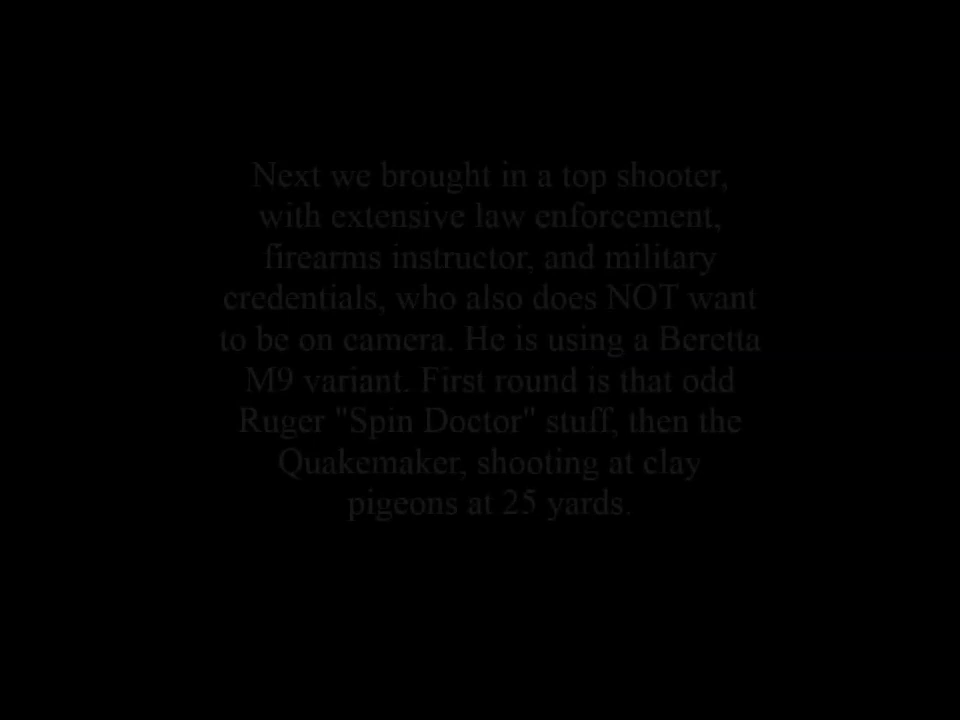 Next we brought in a top shooter,
with extensive law enforcement,
firearms instructor, and military
credentials, who also does NOT want
to be on camera. He is using a Beretta
M9 variant. First round is that odd
Ruger "Spin Doctor" stuff, then the
Quakemaker, shooting at clay
pigeons at 25 yards.